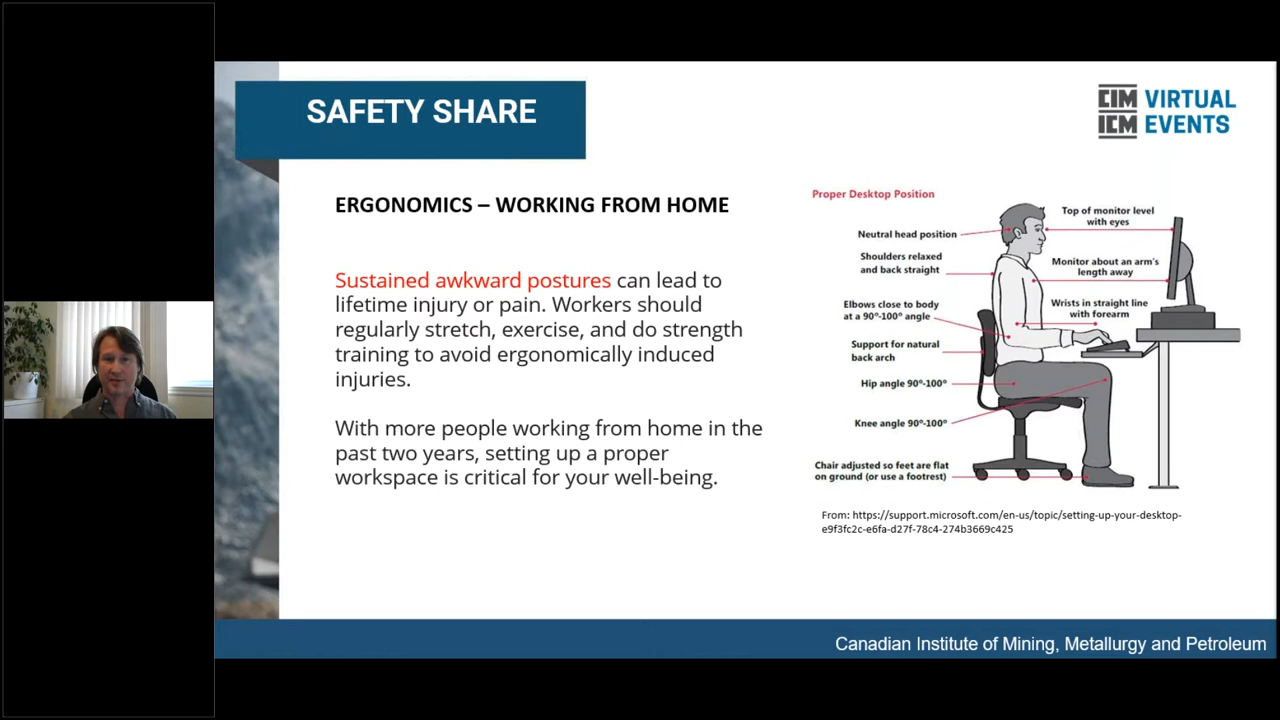 SAFETY SHARE
CIM VIRTUAL
ICM EVENTS
ERGONOMICS – WORKING FROM HOME
Sustained awkward postures can lead to
lifetime injury or pain. Workers should
regularly stretch, exercise, and do strength
training to avoid ergonomically induced
injuries.
With more people working from home in the
past two years, setting up a proper
workspace is critical for your well-being.
Proper Desktop Position
Neutral head position
Shoulders relaxed
and back straight
Elbows close to body
at a 90º-100º angle
Support for natural
back arch
Hip angle 90º-100º
Knee angle 90º-100º
Chair adjusted so feet are flat
on ground (or use a footrest)
Top of monitor level
with eyes
Monitor about an arm's
length away
Wrists in straight line
with forearm
From: https://support.microsoft.com/en-us/topic/setting-up-your-desktop-
e9f3fc2c-e6fa-d27f-78c4-274b3669c425
Canadian Institute of Mining, Metallurgy and Petroleum